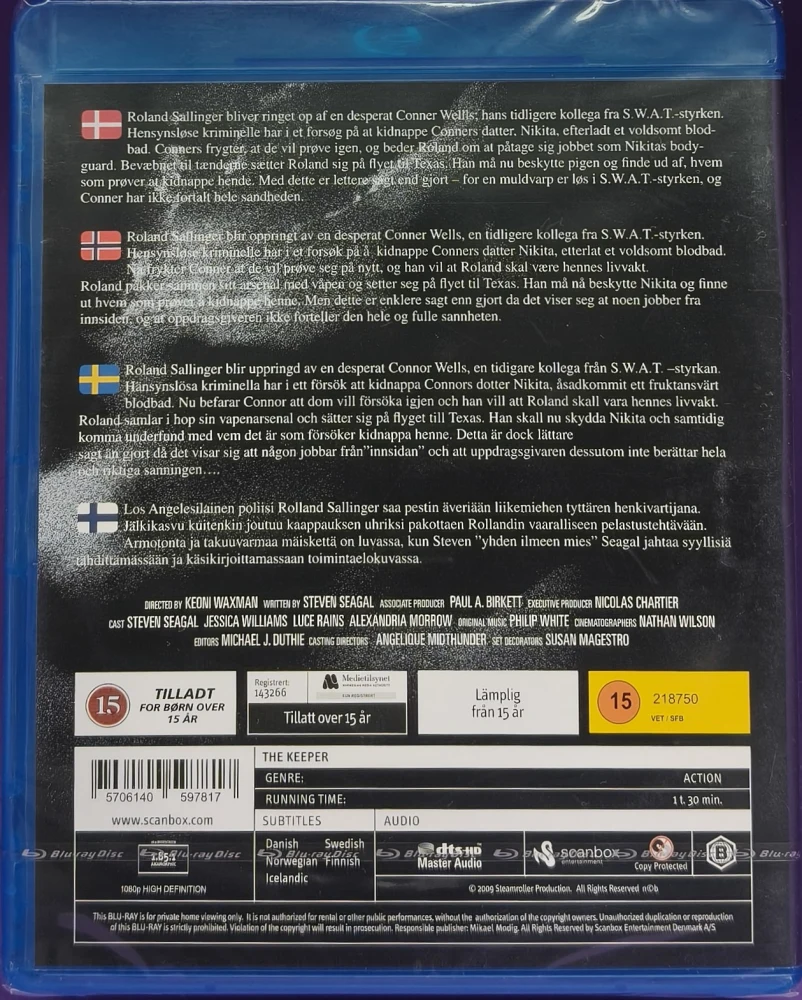 Roland Sallinger bliver ringet op af en desperat Conner Wells; hans tidligere kollega fra S.W.A.T.-styrken.
Hensynsløse kriminelle har i et forsøg på at kidnappe Conners datter. Nikita, efterladt et voldsomt blod-
bad. Conners frygter, at de vil prøve igen, og beder Roland om at påtage sig jobbet som Nikitas body-
guard. Bevæbnet til tænderne sætter Roland sig på flyet til Texas. Han må nu beskytte pigen og finde ud af, hvem
som prøver at kidnappe hende. Med dette er lettere sagt end gjort – for en muldvarp er løs i S.W.A.T.-styrken, og
Conner har ikke fortalt hele sandheden.
Roland Sallinger blir oppringt av en desperat Conner Wells, en tidligere kollega fra S.W.A.T.-styrken.
Hensynsløse kriminelle har i et forsøk på å kidnappe Conners datter Nikita, etterlat et voldsomt blodbad.
Nå frykter Conner at de vil prøve seg på nytt, og han vil at Roland skal være hennes livvakt.
Roland pakker sammen sitt arsenal med våpen og setter seg på flyet til Texas. Han må nå beskytte Nikita og finne
ut hvem som prøver å kidnappe henne. Men dette er enklere sagt enn gjort da det viser seg at noen jobber fra
innsiden, og at oppdragsgiveren ikke forteller den hele og fulle sannheten.
Roland Sallinger blir uppringd av en desperat Connor Wells, en tidigare kollega från S.W.A.T. –styrkan.
Hänsynslösa kriminella har i ett försök att kidnappa Connors dotter Nikita, åsadkommit ett fruktansvärt
blodbad. Nu befarar Connor att dom vill försöka igjen och han vill att Roland skall vara hennes livvakt.
Roland samlar i hop sin vapenarsenal och sätter sig på flyget till Texas. Han skall nu skydda Nikita och samtidig
komma underfund med vem det är som försöker kidnappa henne. Detta är dock lättare
sagt än gjort då det visar sig att någon jobbar från"innsidan" och att uppdragsgivaren dessutom inte berättar hela
och riktiga sanningen….
Los Angelesilainen poliisi Rolland Sallinger saa pestin äveriään liikemiehen tyttären henkivartijana.
Jälkikasvu kuitenkin joutuu kaappauksen uhriksi pakottaen Rollandin vaaralliseen pelastustehtävään.
Armotonta ja takuuvarmaa mäiskettä on luvassa, kun Steven "yhden ilmeen mies" Seagal jahtaa syyllisiä
tähdittämässään ja käsikirjoittamassaan toimintaelokuvassa.
DIRECTED BY KEONI WAXMAN WRITTEN BY STEVEN SEAGAL ASSOCIATE PRODUCER PAUL A. BIRKETT EXECUTIVE PRODUCER NICOLAS CHARTIER
CAST STEVEN SEAGAL JESSICA WILLIAMS LUCE RAINS ALEXANDRIA MORROW ORIGINAL MUSIC PHILIP WHITE CINEMATOGRAPHERS NATHAN WILSON
EDITORS MICHAEL J. DUTHIE CASTING DIRECTORS ANGELIQUE MIDTHUNDER SET DECORATORS SUSAN MAGESTRO
15 TILLADT
FOR BØRN OVER
15 ÅR
Registrert:
143266
Medietilsynet
Tillatt over 15 år
Lämplig
från 15 år
15 218750
VET / SFB
5706140 597817
www.scanbox.com
THE KEEPER
GENRE: ACTION
RUNNING TIME: 1 t. 30 min.
SUBTITLES AUDIO
Danish Swedish
Norwegian Finnish
Icelandic
1.85:1
1080p HIGH DEFINITION
dts-HD
Master Audio
scanbox
entertainment
Copy Protected
B
© 2009 Steamroller Production. All Rights Reserved
Blu-ray Disc Blu-ray Disc Blu-ray Disc Blu-ray Disc Blu-ray Disc Blu-ray
This BLU-RAY is for private home viewing only. It is not authorized for rental or other public performances, without the authorization of the copyright owners. Unauthorized duplication or reproduction
of this BLU-RAY is strictly prohibited. Violation of the copyright will result in prosecution. Responsible publisher: Mikael Modig. All Rights Reserved by Scanbox Entertainment Denmark A/S